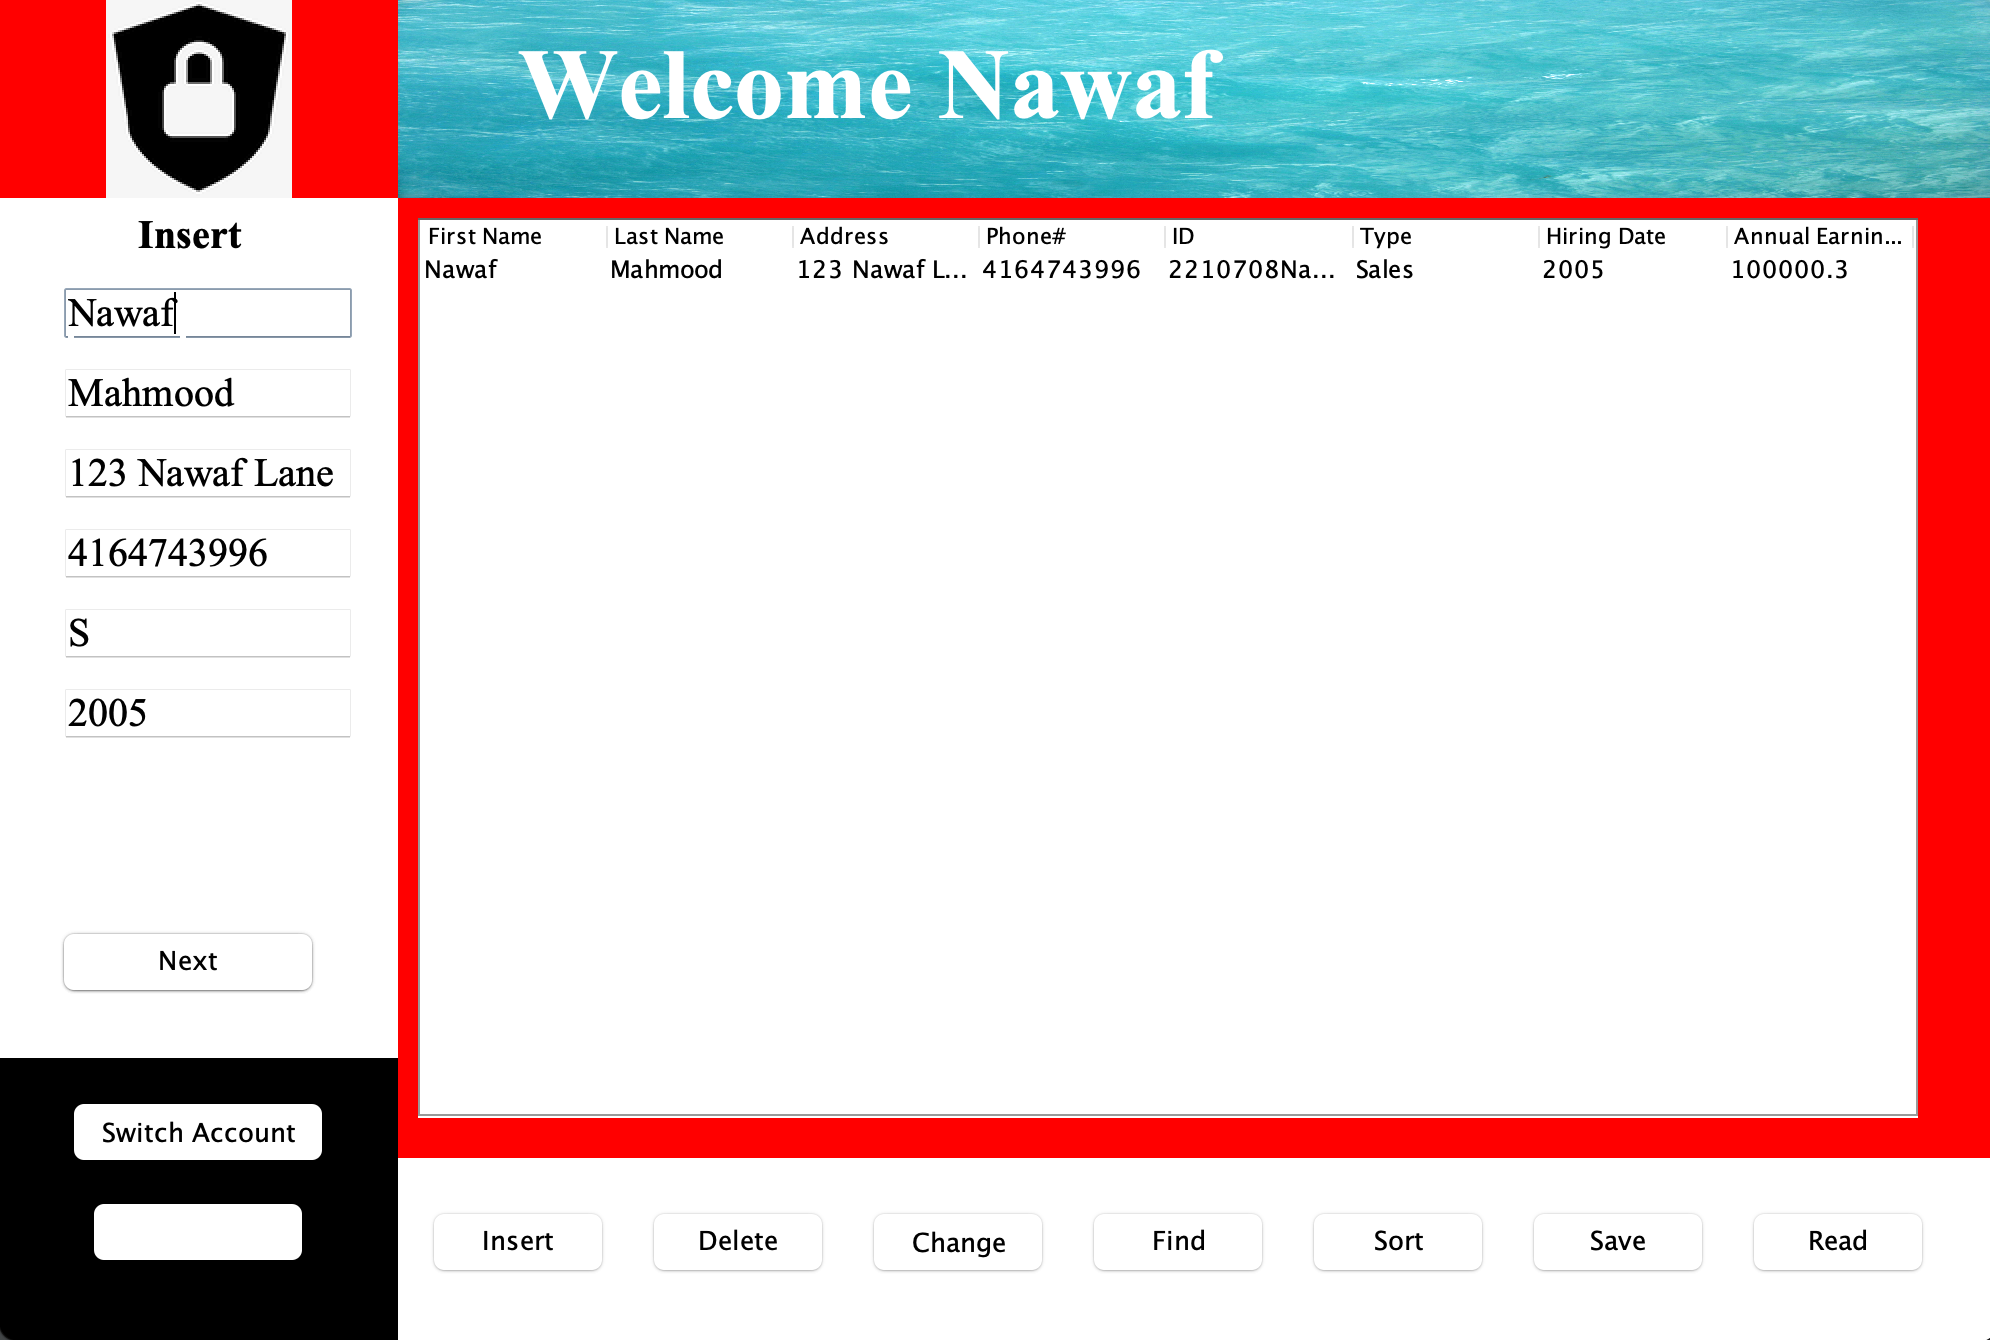 Welcome Nawaf
Insert
Nawaf
Mahmood
123 Nawaf Lane
4164743996
S
2005
Next
Switch Account
First Name Last Name Address Phone# ID Type Hiring Date Annual Earnin...
Nawaf Mahmood 123 Nawaf L... 4164743996 2210708Na... Sales 2005 100000.3
Insert Delete Change Find Sort Save Read